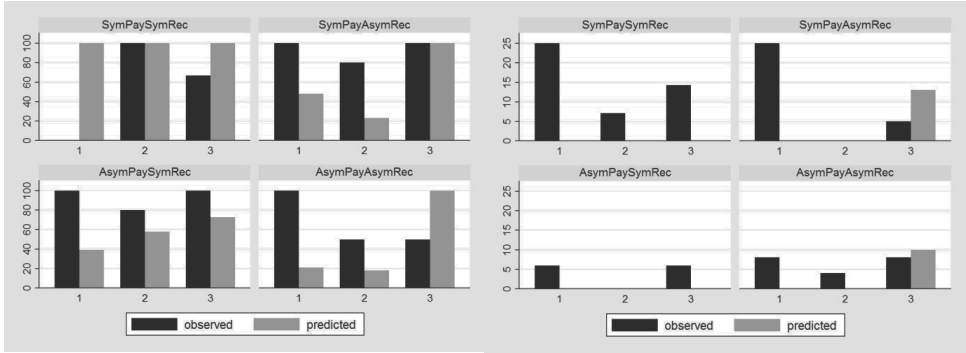 SymPaySymRec SymPayAsymRec
0 20 40 60 80 100
1 2 3 1 2 3
AsymPaySymRec AsymPayAsymRec
0 20 40 60 80 100
1 2 3 1 2 3
observed predicted
SymPaySymRec SymPayAsymRec
0 5 10 15 20 25
1 2 3 1 2 3
AsymPaySymRec AsymPayAsymRec
0 5 10 15 20 25
1 2 3 1 2 3
observed predicted